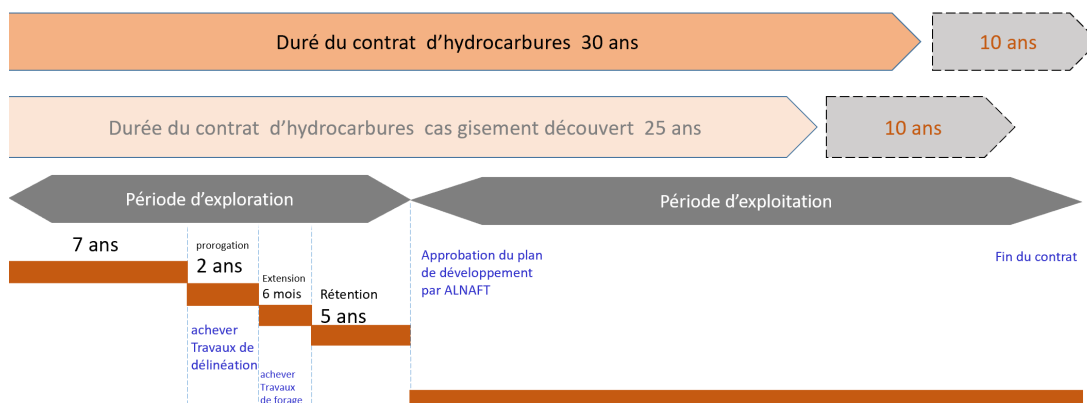 Duré du contrat d'hydrocarbures 30 ans
10 ans
Durée du contrat d'hydrocarbures cas gisement découvert 25 ans
10 ans
Période d'exploration
Période d'exploitation
7 ans
prorogation
2 ans
Extension
6 mois
Rétention
5 ans
Approbation du plan
de développement
par ALNAFT
Fin du contrat
achever
Travaux de
délinéation
achever
Travaux
de forage